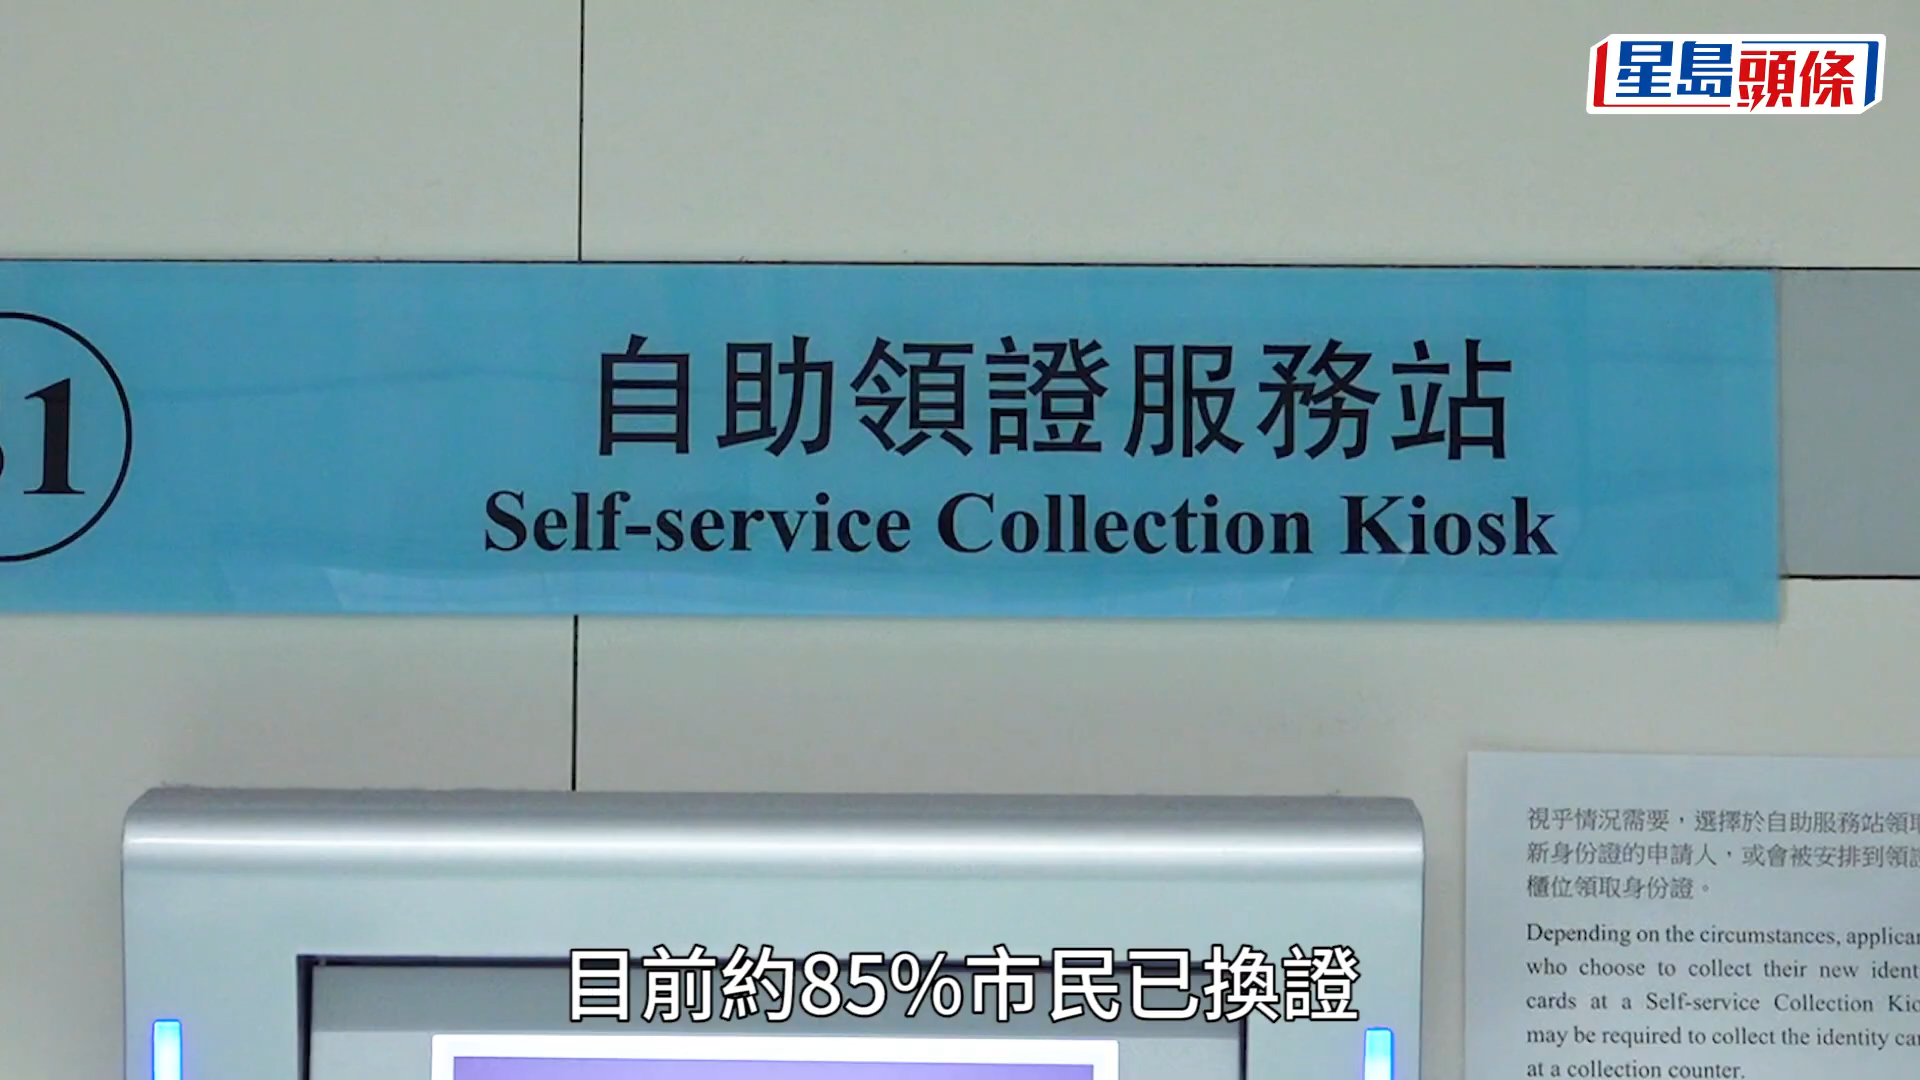 星島頭條
1
自助領證服務站
Self-service Collection Kiosk
視乎情況需要，選擇於自助服務站領取
新身份證的申請人，或會被安排到領證
櫃位領取身份證。
Depending on the circumstances,
who choose to collect their new
cards at a Self-service Collection
may be required to collect the identity
at a collection counter.
目前約85%市民已換證